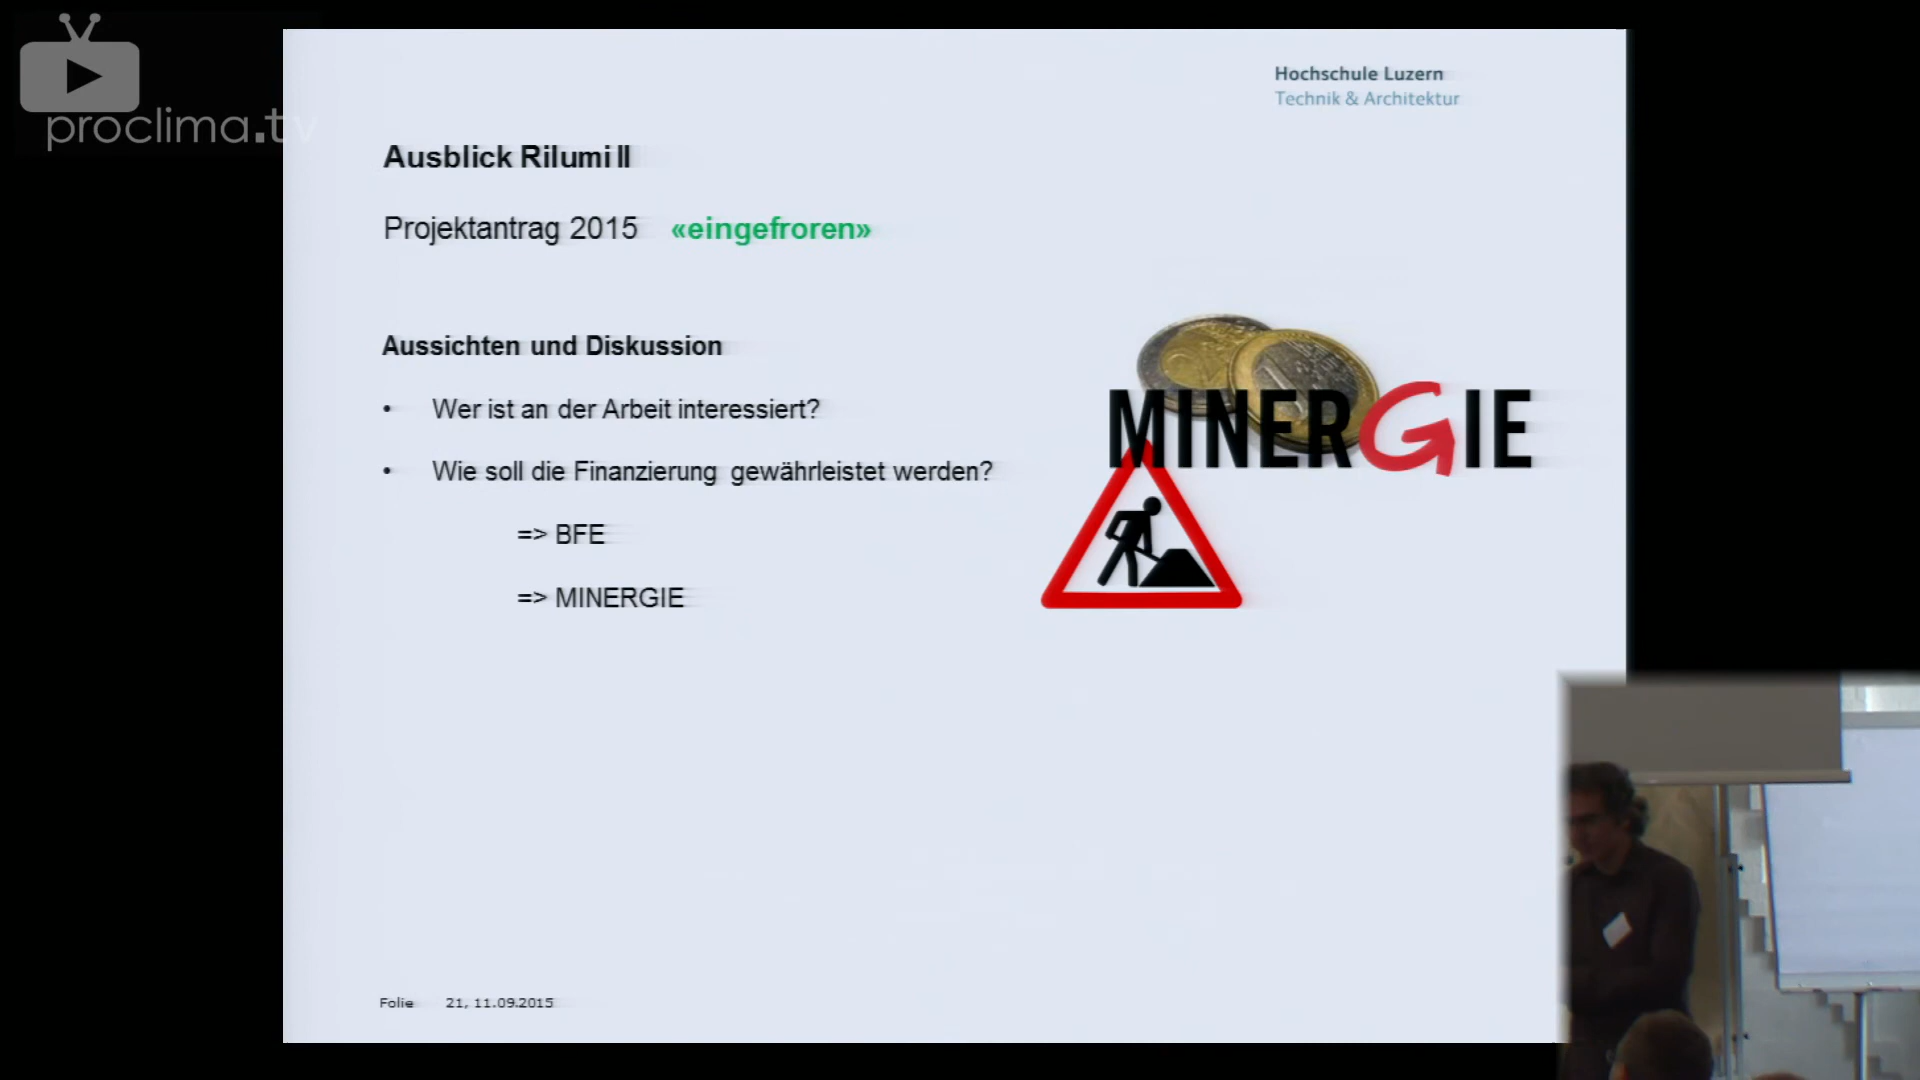 proclima.tv
Hochschule Luzern
Technik & Architektur
Ausblick Rilumi II
Projektantrag 2015 «eingefroren»
Aussichten und Diskussion
• Wer ist an der Arbeit interessiert?
• Wie soll die Finanzierung gewährleistet werden?
=> BFE
=> MINERGIE
MINERGIE
Folie 21, 11.09.2015